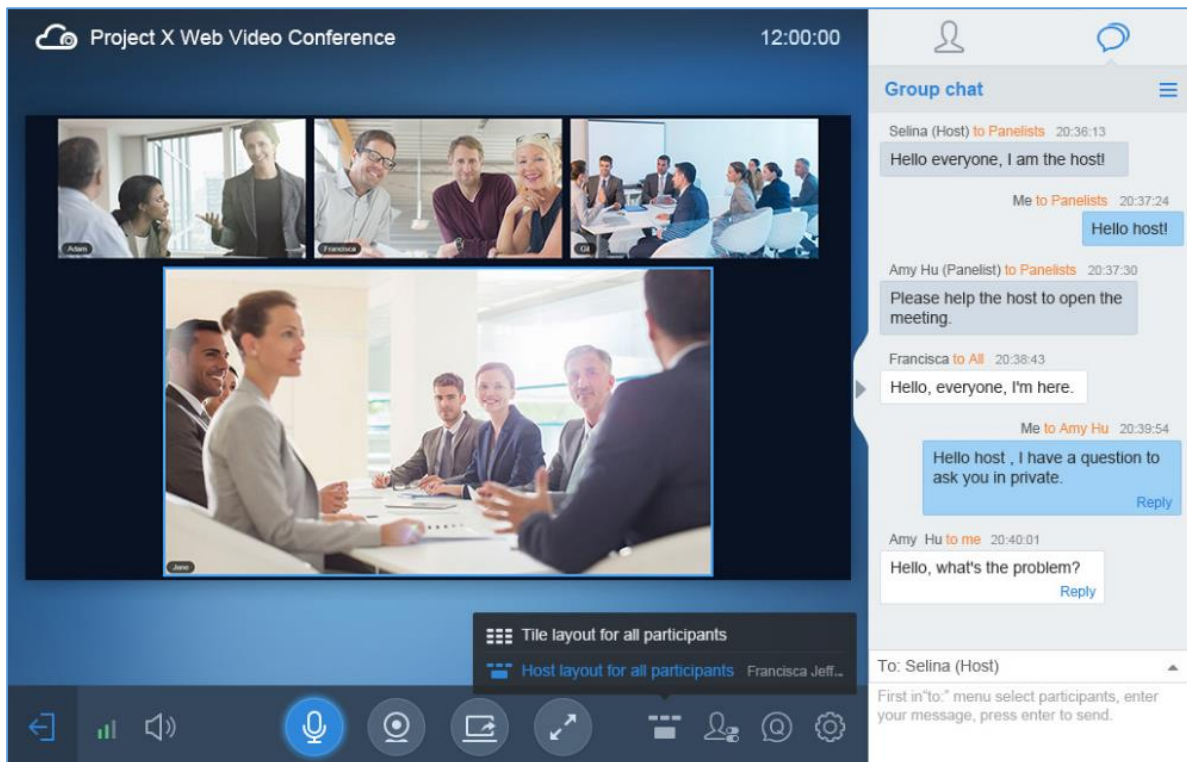 Project X Web Video Conference
12:00:00
Adam
Francisca
Gil
Jane
Tile layout for all participants
Host layout for all participants Francisca Jeff...
Group chat
Selina (Host) to Panelists 20:36:13
Hello everyone, I am the host!
Me to Panelists 20:37:24
Hello host!
Amy Hu (Panelist) to Panelists 20:37:30
Please help the host to open the
meeting.
Francisca to All 20:38:43
Hello, everyone, I'm here.
Me to Amy Hu 20:39:54
Hello host , I have a question to
ask you in private.
Reply
Amy Hu to me 20:40:01
Hello, what's the problem?
Reply
To: Selina (Host)
First in"to:" menu select participants, enter
your message, press enter to send.